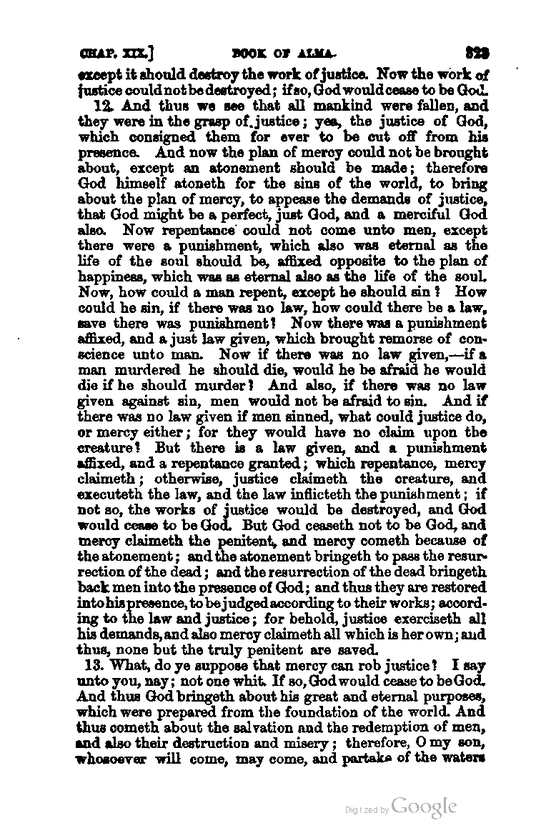 CHAP. XIX.] BOOK OF ALMA. 323
except it should destroy the work of justice. Now the work of
justice could not be destroyed; if so, God would cease to be God.
12. And thus we see that all mankind were fallen, and
they were in the grasp of justice; yea, the justice of God,
which consigned them for ever to be cut off from his
presence. And now the plan of mercy could not be brought
about, except an atonement should be made; therefore
God himself atoneth for the sins of the world, to bring
about the plan of mercy, to appease the demands of justice,
that God might be a perfect, just God, and a merciful God
also. Now repentance could not come unto men, except
there were a punishment, which also was eternal as the
life of the soul should be, affixed opposite to the plan of
happiness, which was as eternal also as the life of the soul.
Now, how could a man repent, except he should sin? How
could he sin, if there was no law, how could there be a law,
save there was punishment? Now there was a punishment
affixed, and a just law given, which brought remorse of con-
science unto man. Now if there was no law given,—if a
man murdered he should die, would he be afraid he would
die if he should murder? And also, if there was no law
given against sin, men would not be afraid to sin. And if
there was no law given if men sinned, what could justice do,
or mercy either; for they would have no claim upon the
creature? But there is a law given, and a punishment
affixed, and a repentance granted; which repentance, mercy
claimeth; otherwise, justice claimeth the creature, and
executeth the law, and the law inflicteth the punishment; if
not so, the works of justice would be destroyed, and God
would cease to be God. But God ceaseth not to be God, and
mercy claimeth the penitent, and mercy cometh because of
the atonement; and the atonement bringeth to pass the resur-
rection of the dead; and the resurrection of the dead bringeth
back men into the presence of God; and thus they are restored
into his presence, to be judged according to their works; accord-
ing to the law and justice; for behold, justice exerciseth all
his demands, and also mercy claimeth all which is her own; and
thus, none but the truly penitent are saved.
13. What, do ye suppose that mercy can rob justice? I say
unto you, nay; not one whit. If so, God would cease to be God.
And thus God bringeth about his great and eternal purposes,
which were prepared from the foundation of the world. And
thus cometh about the salvation and the redemption of men,
and also their destruction and misery; therefore, O my son,
whosoever will come, may come, and partake of the waters
Digitized by Google